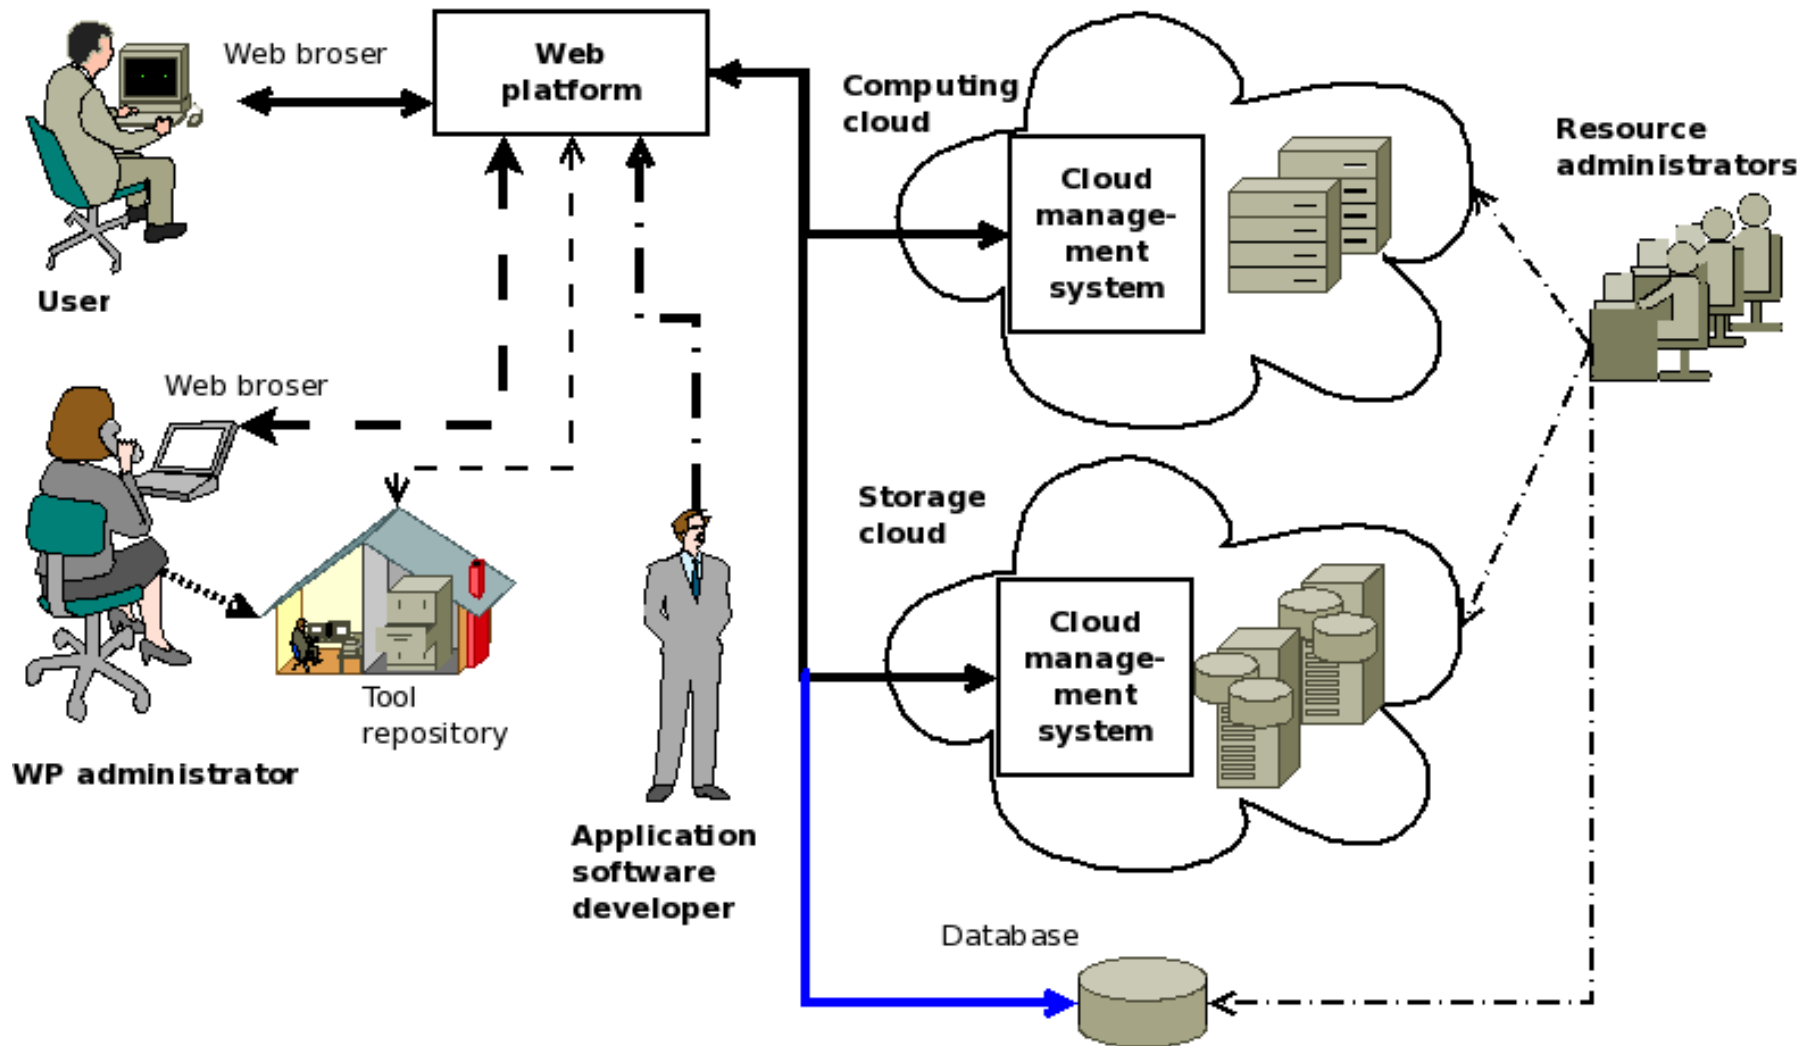 Web broser
Web
platform
Computing
cloud
Resource
administrators
Cloud
manage-
ment
system
User
Web broser
Storage
cloud
Cloud
manage-
ment
system
Tool
repository
WP administrator
Application
software
developer
Database